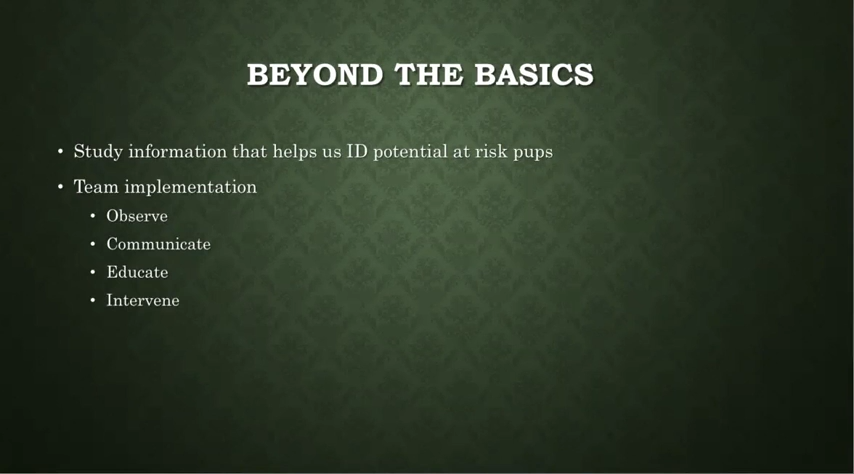 BEYOND THE BASICS
• Study information that helps us ID potential at risk pups
• Team implementation
• Observe
• Communicate
• Educate
• Intervene